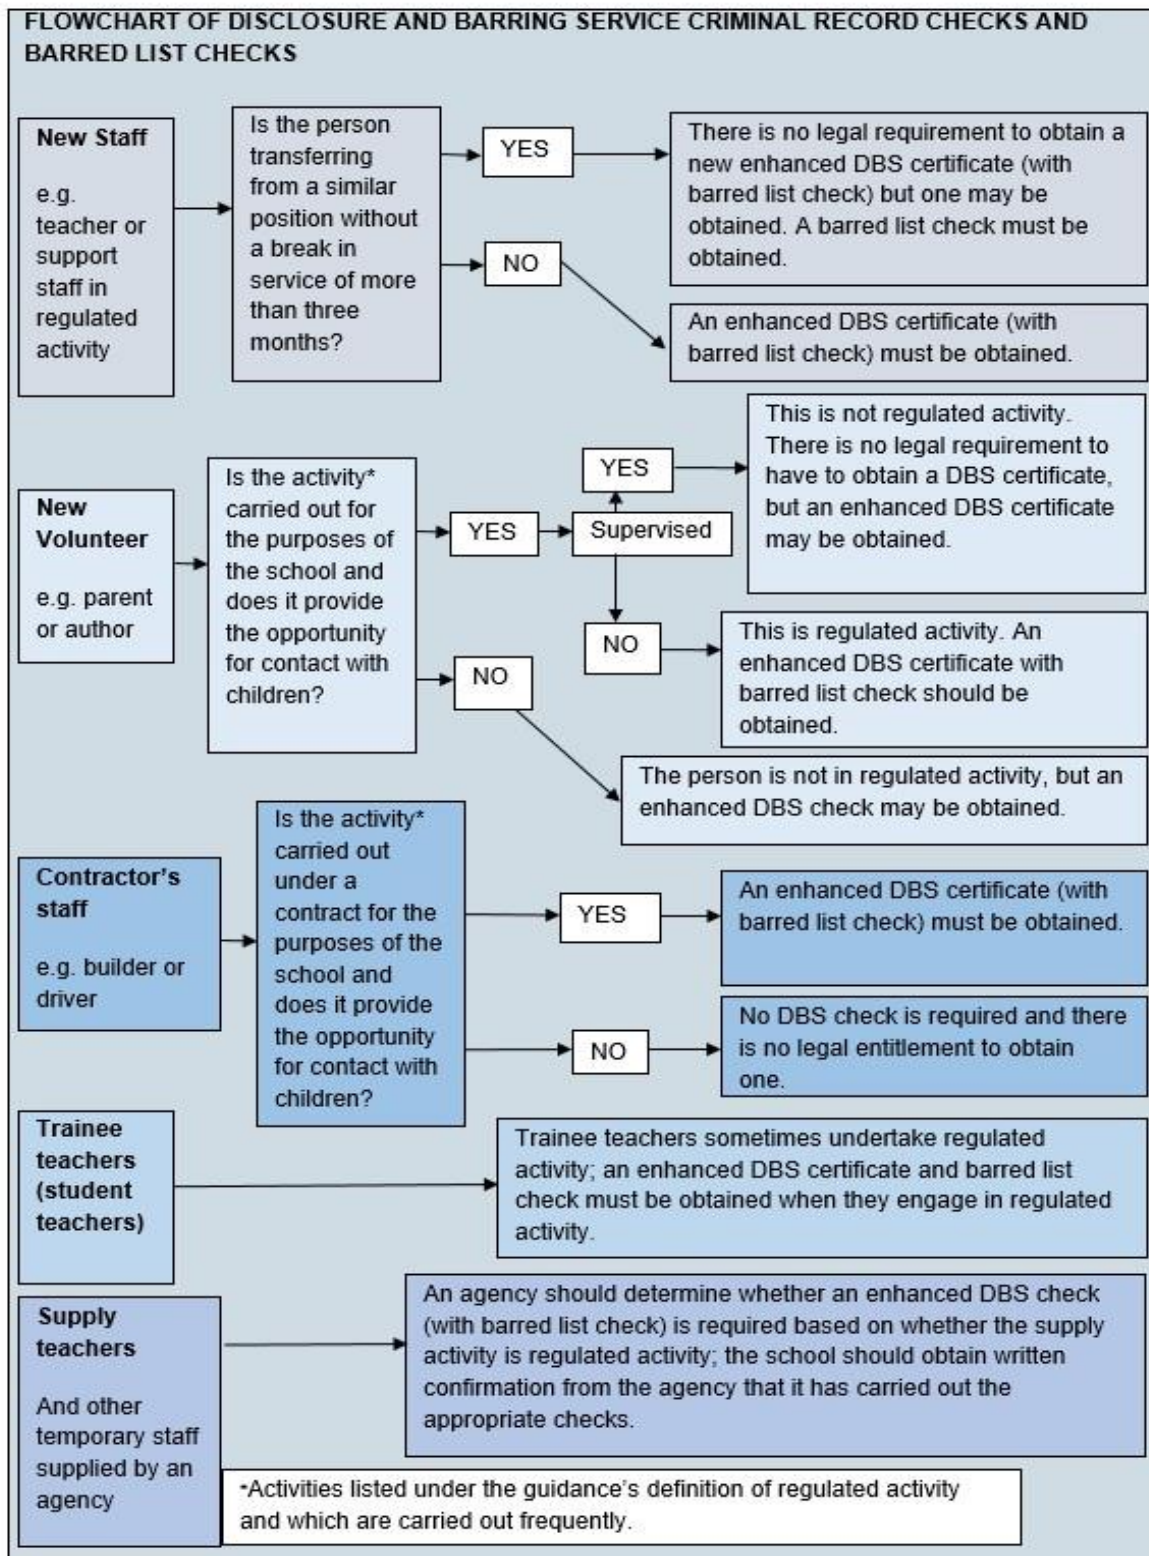 FLOWCHART OF DISCLOSURE AND BARRING SERVICE CRIMINAL RECORD CHECKS AND
BARRED LIST CHECKS
New Staff
e.g.
teacher or
support
staff in
regulated
activity
Is the person
transferring
from a similar
position without
a break in
service of more
than three
months?
YES
There is no legal requirement to obtain a
new enhanced DBS certificate (with
barred list check) but one may be
obtained. A barred list check must be
obtained.
NO
An enhanced DBS certificate (with
barred list check) must be obtained.
New
Volunteer
e.g. parent
or author
Is the activity*
carried out for
the purposes of
the school and
does it provide
the opportunity
for contact with
children?
YES
Supervised
YES
This is not regulated activity.
There is no legal requirement to
have to obtain a DBS certificate,
but an enhanced DBS certificate
may be obtained.
NO
This is regulated activity. An
enhanced DBS certificate with
barred list check should be
obtained.
NO
The person is not in regulated activity, but an
enhanced DBS check may be obtained.
Contractor's
staff
e.g. builder or
driver
Is the activity*
carried out
under a
contract for the
purposes of the
school and
does it provide
the opportunity
for contact with
children?
YES
An enhanced DBS certificate (with
barred list check) must be obtained.
NO
No DBS check is required and there
is no legal entitlement to obtain
one.
Trainee
teachers
(student
teachers)
Trainee teachers sometimes undertake regulated
activity; an enhanced DBS certificate and barred list
check must be obtained when they engage in regulated
activity.
Supply
teachers
And other
temporary staff
supplied by an
agency
An agency should determine whether an enhanced DBS check
(with barred list check) is required based on whether the supply
activity is regulated activity; the school should obtain written
confirmation from the agency that it has carried out the
appropriate checks.
*Activities listed under the guidance's definition of regulated activity
and which are carried out frequently.